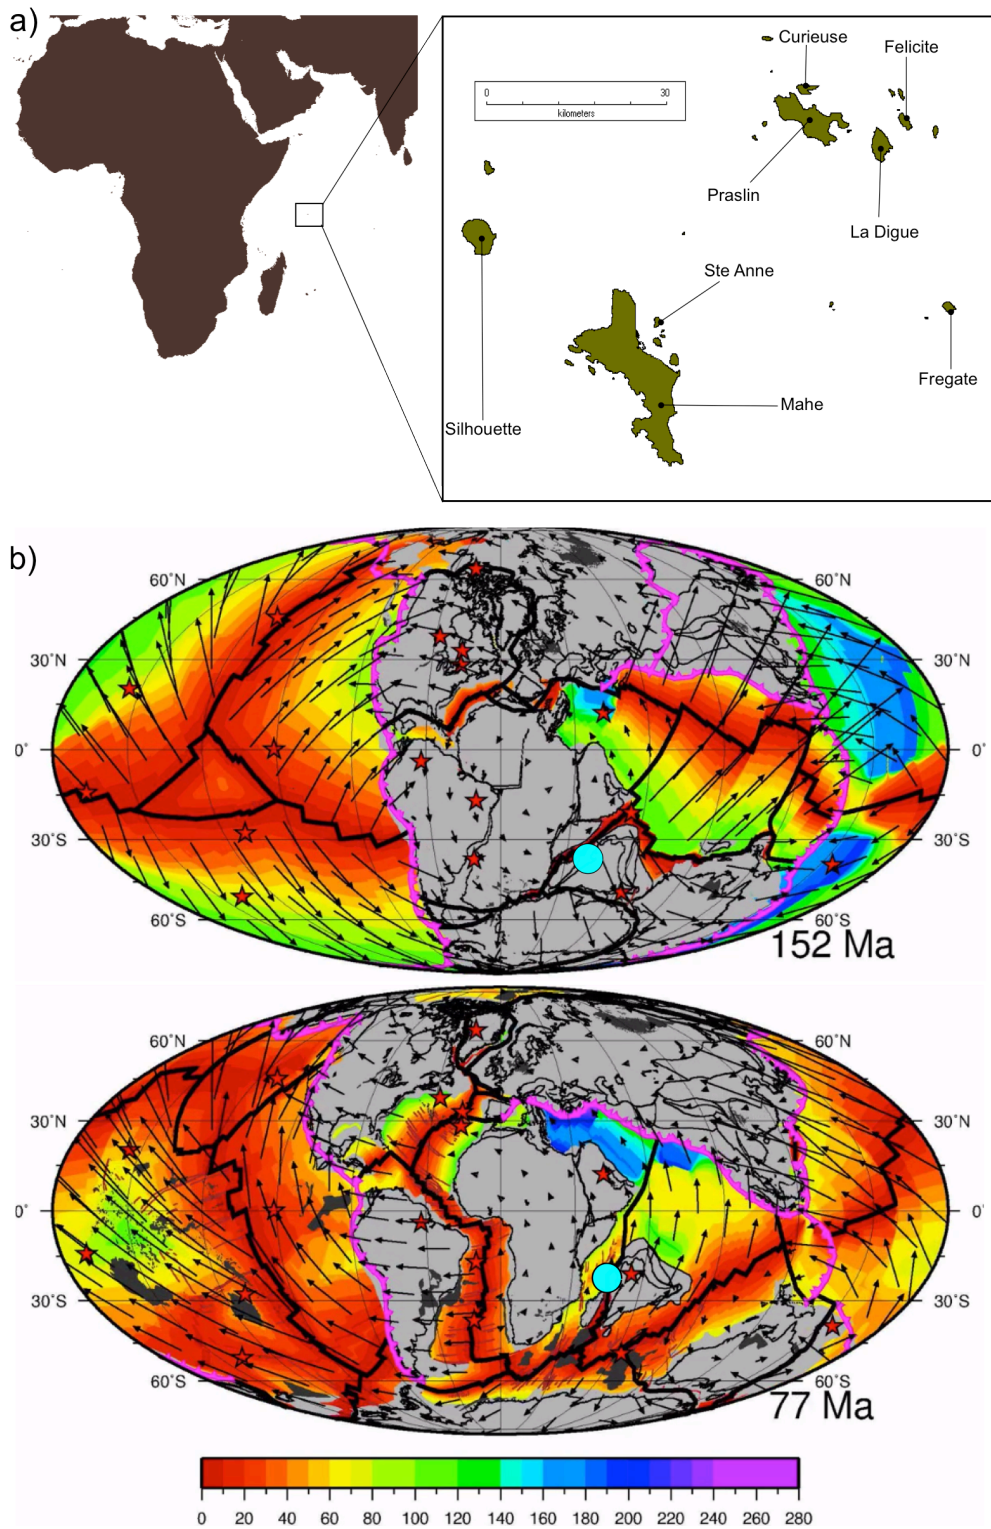 a)
Curieuse
Felicite
0 30
kilometers
Praslin
La Digue
Ste Anne
Fregate
Mahe
Silhouette
b)
60°N 60°N
30°N 30°N
0° 0°
30°S 30°S
60°S 60°S
152 Ma
60°N 60°N
30°N 30°N
0° 0°
30°S 30°S
60°S 60°S
77 Ma
0 20 40 60 80 100 120 140 160 180 200 220 240 260 280